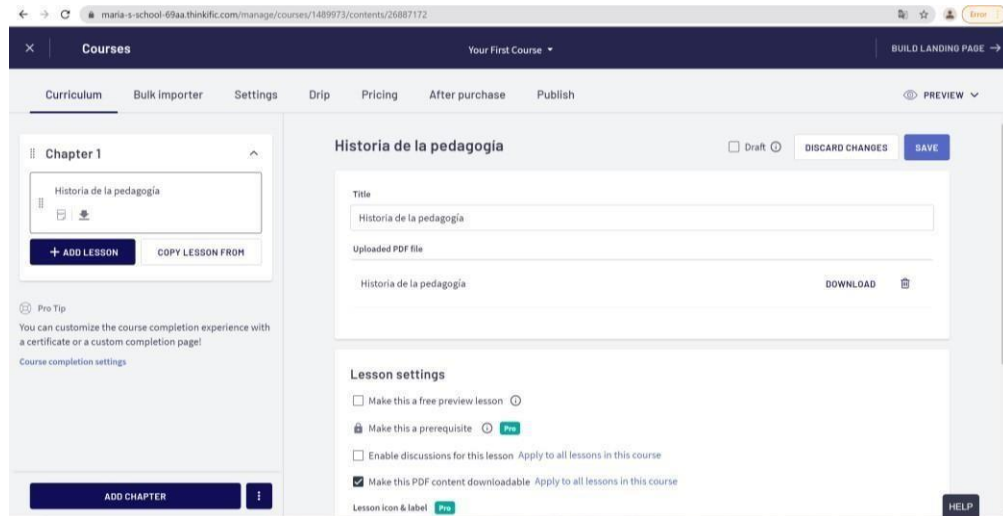 maria-s-school-69aa.thinkific.com/manage/courses/1489973/contents/26887172
Error
Courses
Your First Course
BUILD LANDING PAGE →
Curriculum
Bulk importer
Settings
Drip
Pricing
After purchase
Publish
PREVIEW
Chapter 1
Historia de la pedagogía
+ ADD LESSON
COPY LESSON FROM
Pro Tip
You can customize the course completion experience with
a certificate or a custom completion page!
Course completion settings
ADD CHAPTER
Historia de la pedagogía
Draft
DISCARD CHANGES
SAVE
Title
Historia de la pedagogía
Uploaded PDF file
Historia de la pedagogía
DOWNLOAD
Lesson settings
Make this a free preview lesson
Make this a prerequisite Pro
Enable discussions for this lesson Apply to all lessons in this course
Make this PDF content downloadable Apply to all lessons in this course
Lesson icon & label Pro
HELP